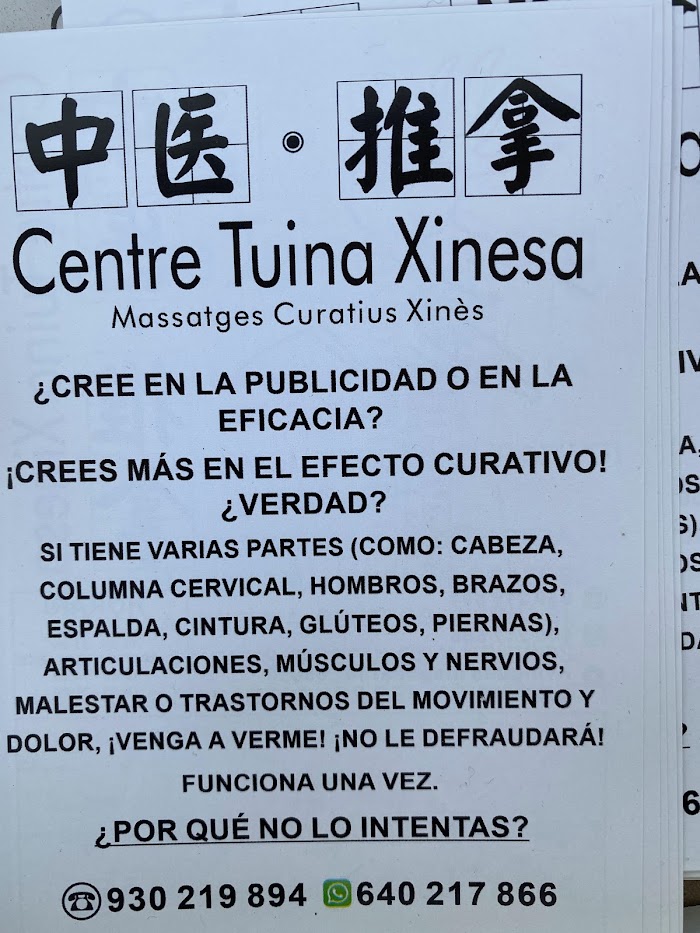 中医·推拿
Centre Tuina Xinesa
Massatges Curatius Xinès
¿CREE EN LA PUBLICIDAD O EN LA
EFICACIA?
¡CREES MÁS EN EL EFECTO CURATIVO!
¿VERDAD?
SI TIENE VARIAS PARTES (COMO: CABEZA,
COLUMNA CERVICAL, HOMBROS, BRAZOS,
ESPALDA, CINTURA, GLÚTEOS, PIERNAS),
ARTICULACIONES, MÚSCULOS Y NERVIOS,
MALESTAR O TRASTORNOS DEL MOVIMIENTO Y
DOLOR, ¡VENGA A VERME! ¡NO LE DEFRAUDARÁ!
FUNCIONA UNA VEZ.
¿POR QUÉ NO LO INTENTAS?
930 219 894 640 217 866